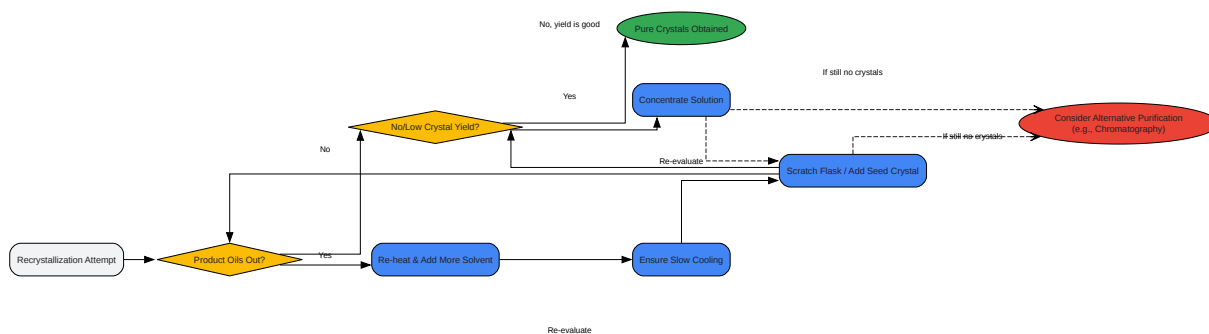 No, yield is good
Pure Crystals Obtained
If still no crystals
Yes
Concentrate Solution
No/Low Crystal Yield?
Consider Alternative Purification
(e.g., Chromatography)
If still no crystals
No
Re-evaluate
Scratch Flask / Add Seed Crystal
Recrystallization Attempt
Product Oils Out?
Yes
Re-heat & Add More Solvent
Ensure Slow Cooling
Re-evaluate